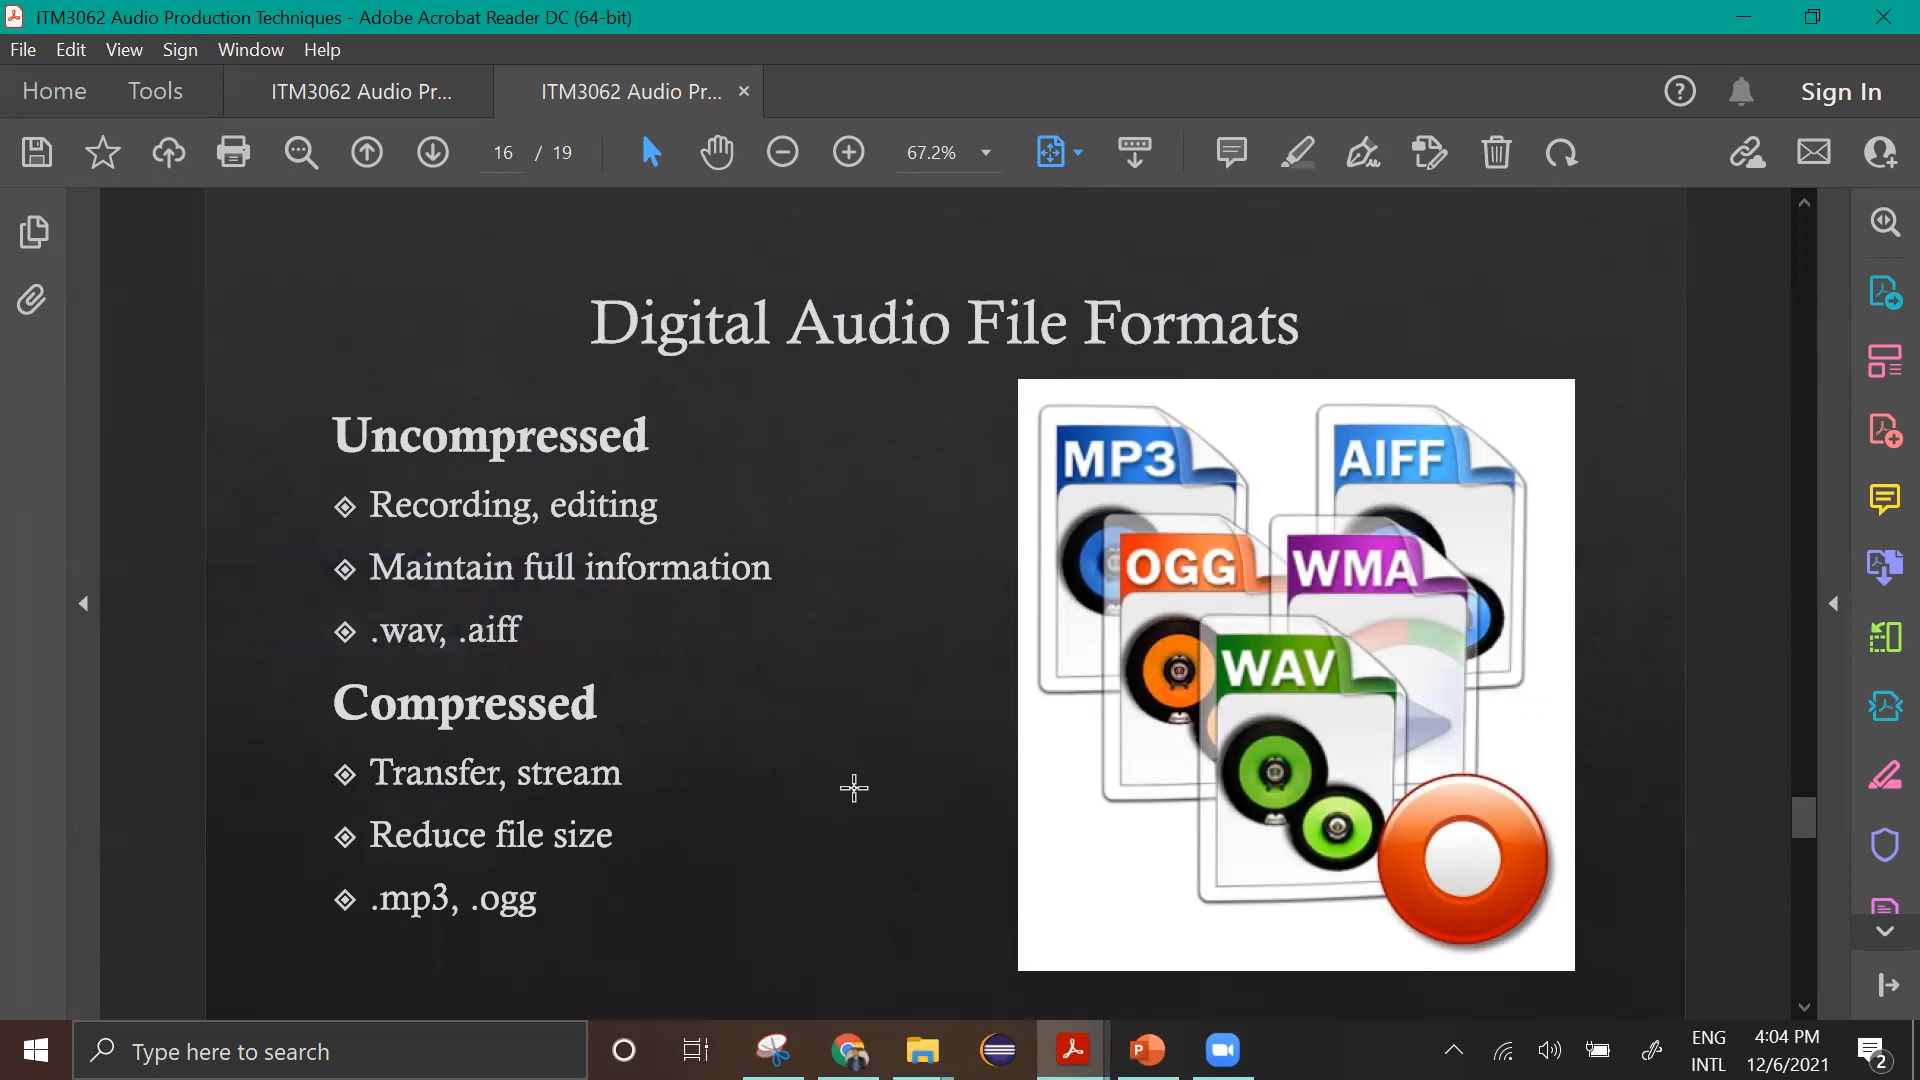 ITM3062 Audio Production Techniques - Adobe Acrobat Reader DC (64-bit)
File Edit View Sign Window Help
Home Tools ITM3062 Audio Pr... ITM3062 Audio Pr... × Sign In
16 / 19 67.2%
Digital Audio File Formats
Uncompressed
Recording, editing
Maintain full information
.wav, .aiff
Compressed
Transfer, stream
Reduce file size
.mp3, .ogg
MP3 AIFF
OGG WMA
WAV
Type here to search
P
ENG
INTL
4:04 PM
12/6/2021
2